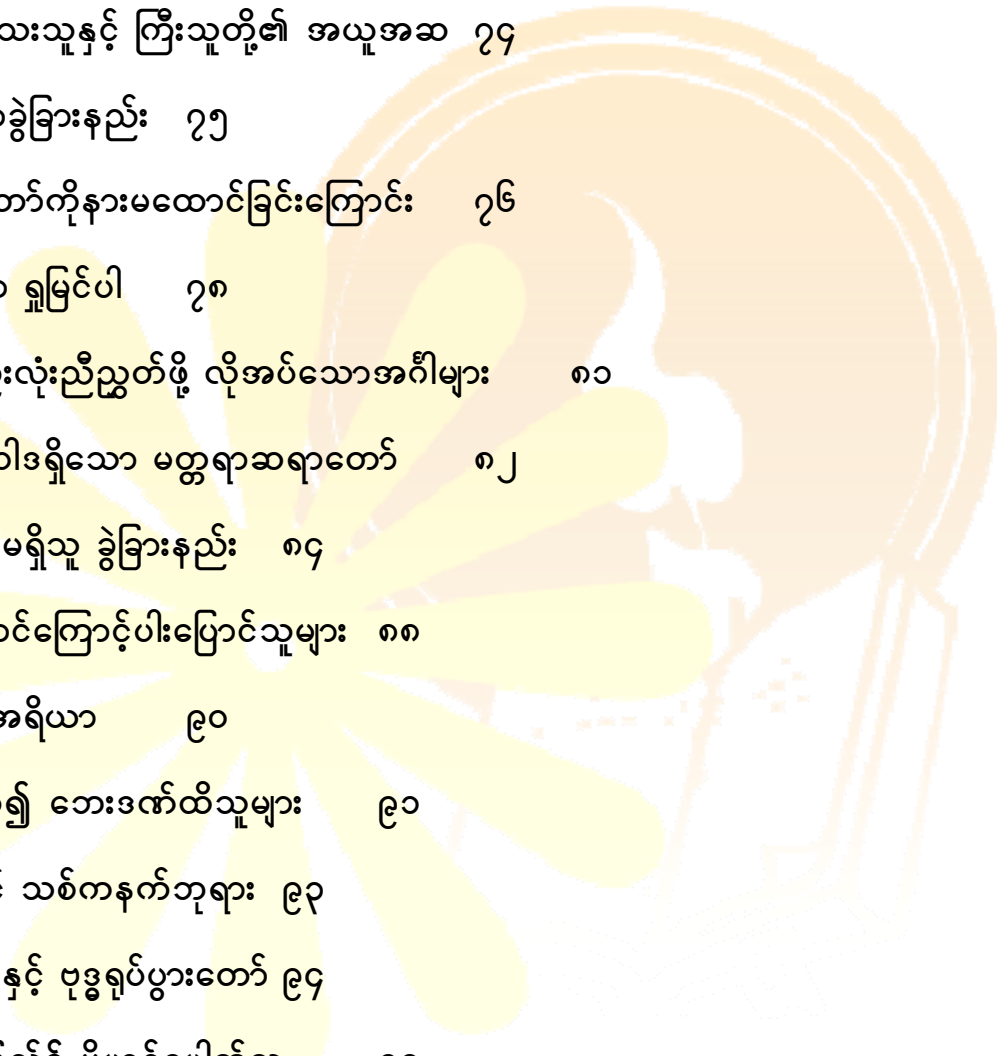 သေးသူနှင့် ကြီးသူတို့၏ အယူအဆ ၇၄
ခွဲခြားနည်း ၇၅
တော်ကိုနားမထောင်ခြင်းကြောင်း ၇၆
ရှုမြင်ပါ ၇၈
လုံးညီညွှတ်ဖို့ လိုအပ်သောအင်္ဂါများ ၈၁
ဝါဒရှိသော မတ္တရာဆရာတော် ၈၂
မရှိသူ ခွဲခြားနည်း ၈၄
ကြောင့်ပါးပြောင်သူများ ၈၈
အရိယာ ၉၀
၍ ဘေးဒဏ်ထိသူများ ၉၁
သစ်ကနက်ဘုရား ၉၃
နှင့် ဗုဒ္ဓရုပ်ပွားတော် ၉၄